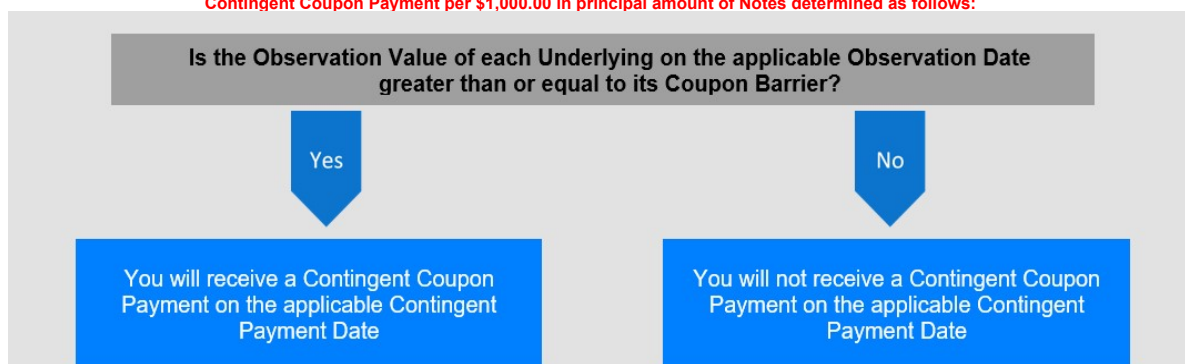 Contingent Coupon Payment per $1,000.00 in principal amount of Notes determined as follows:
Is the Observation Value of each Underlying on the applicable Observation Date
greater than or equal to its Coupon Barrier?
Yes
No
You will receive a Contingent Coupon
Payment on the applicable Contingent
Payment Date
You will not receive a Contingent Coupon
Payment on the applicable Contingent
Payment Date